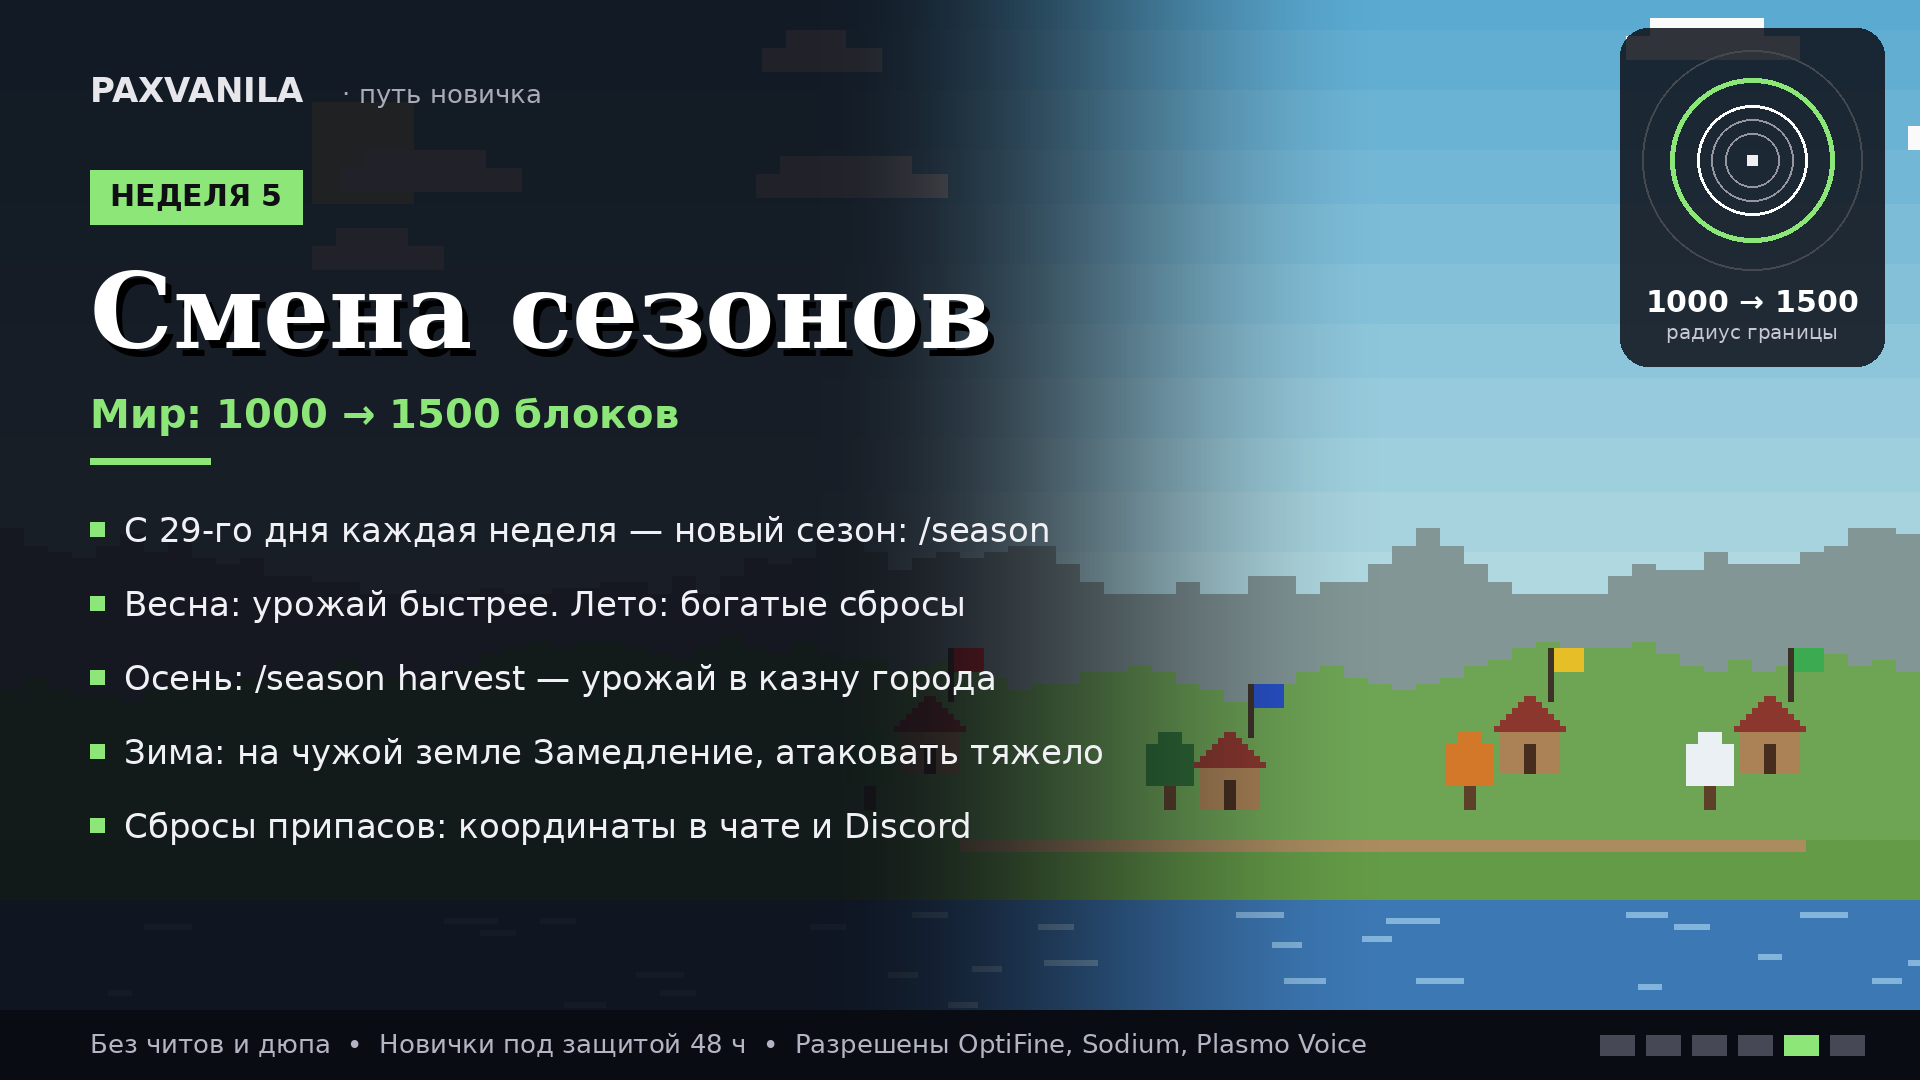 PAXVANILA · путь новичка
НЕДЕЛЯ 5
Смена сезонов
Мир: 1000 → 1500 блоков
С 29-го дня каждая неделя — новый сезон: /season
Весна: урожай быстрее. Лето: богатые сбросы
Осень: /season harvest — урожай в казну города
Зима: на чужой земле Замедление, атаковать тяжело
Сбросы припасов: координаты в чате и Discord
1000 → 1500
радиус границы
Без читов и дюпа • Новички под защитой 48 ч • Разрешены OptiFine, Sodium, Plasmo Voice